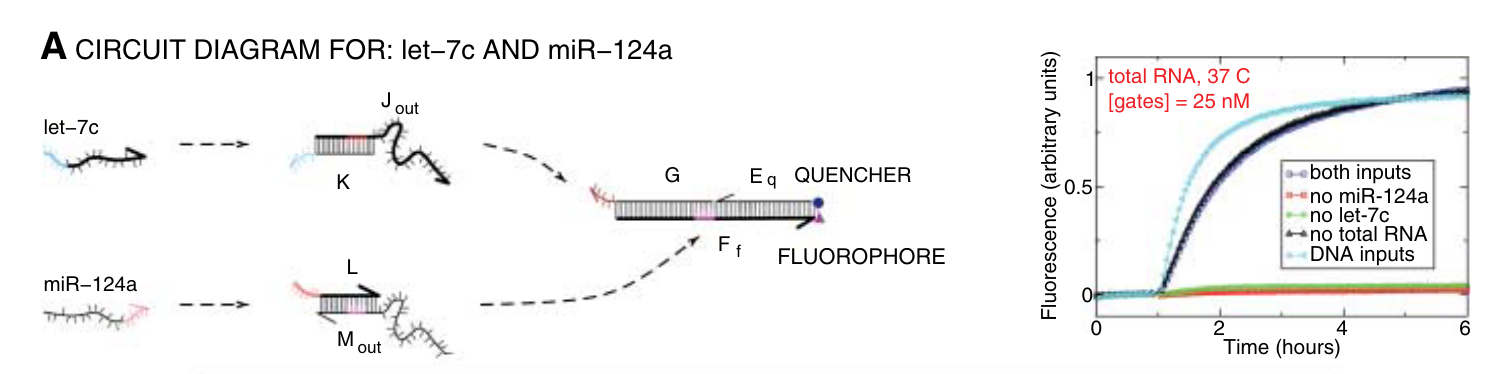 A CIRCUIT DIAGRAM FOR: let−7c AND miR−124a
let−7c
J out
K
miR−124a
L
M out
G
E q
QUENCHER
F f
FLUOROPHORE
Fluorescence (arbitrary units)
1
0.5
0
total RNA, 37 C
[gates] = 25 nM
both inputs
no miR-124a
no let-7c
no total RNA
DNA inputs
0 2 4 6
Time (hours)